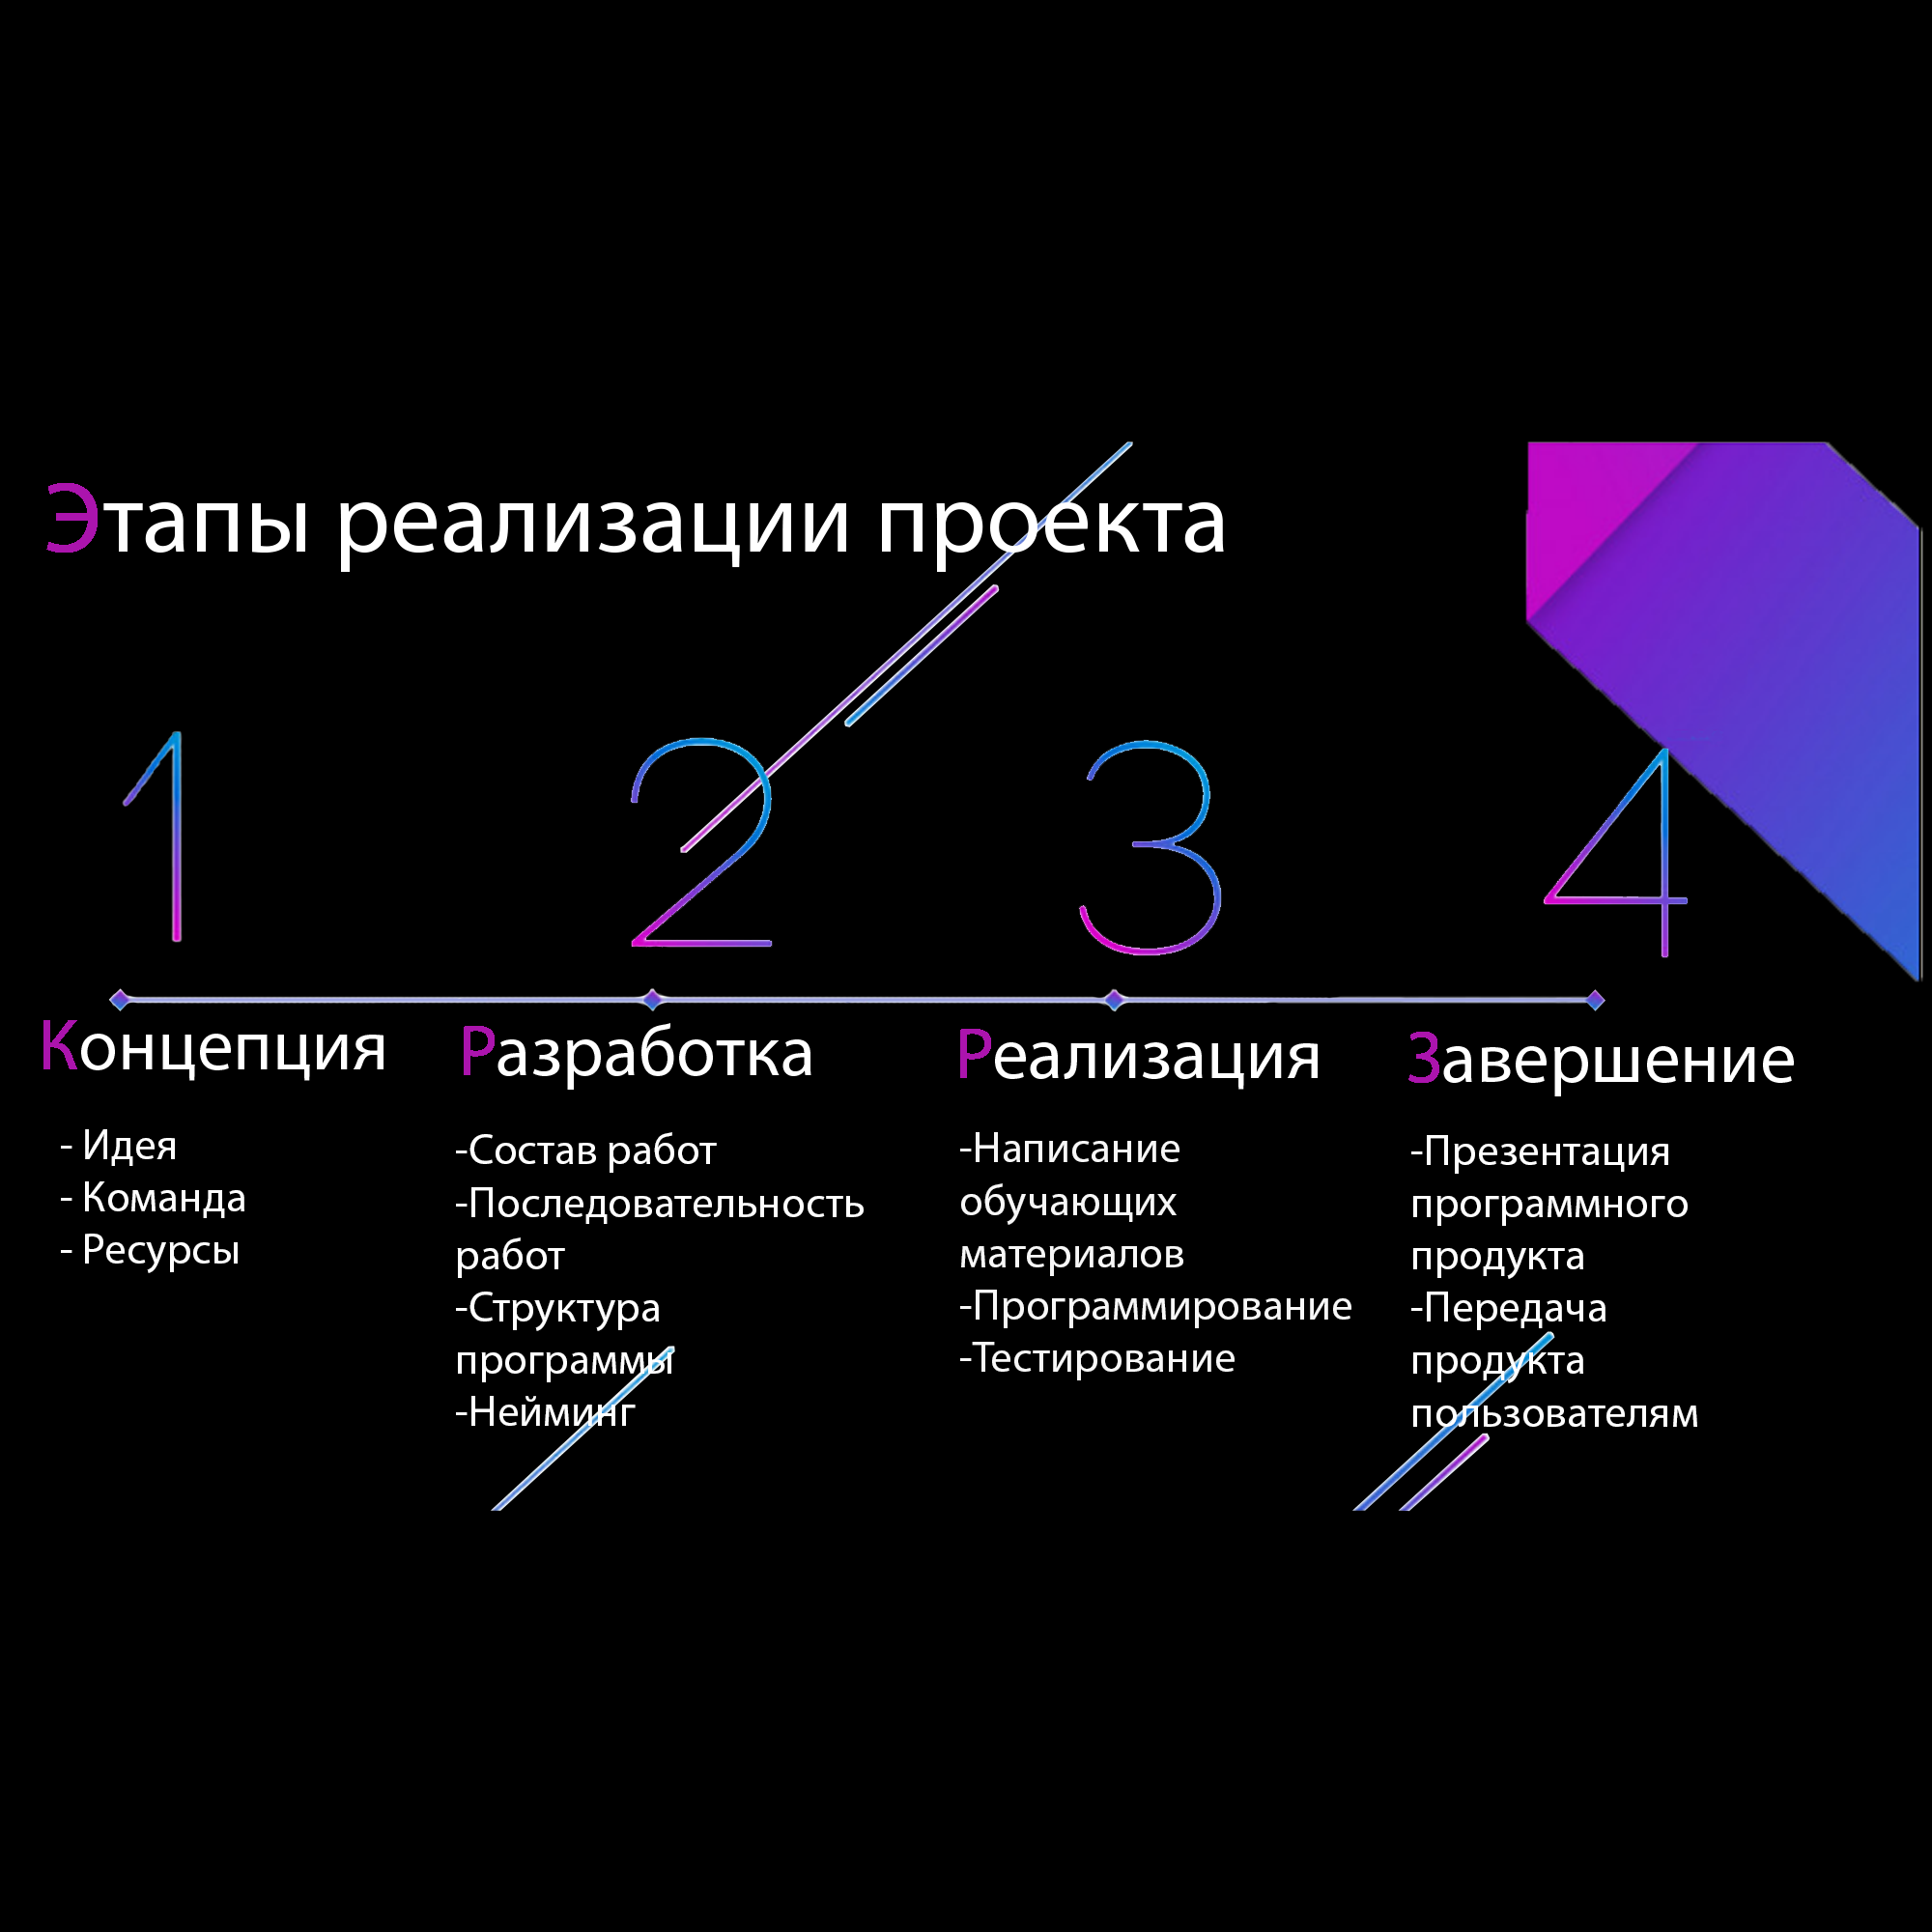 Этапы реализации проекта
1
2
3
4
Концепция
- Идея
- Команда
- Ресурсы
Разработка
-Состав работ
-Последовательность
работ
-Структура
программы
-Нейминг
Реализация
-Написание
обучающих
материалов
-Программирование
-Тестирование
Завершение
-Презентация
программного
продукта
-Передача
продукта
пользователям